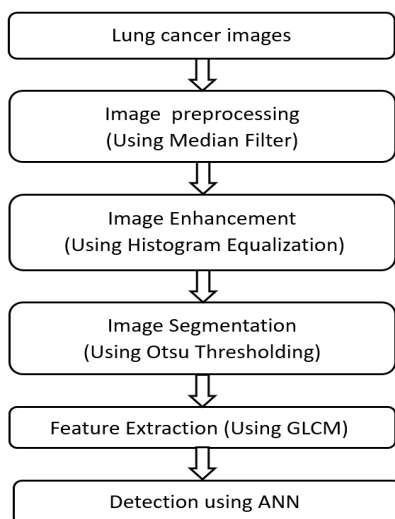 Lung cancer images
Image preprocessing
(Using Median Filter)
Image Enhancement
(Using Histogram Equalization)
Image Segmentation
(Using Otsu Thresholding)
Feature Extraction (Using GLCM)
Detection using ANN